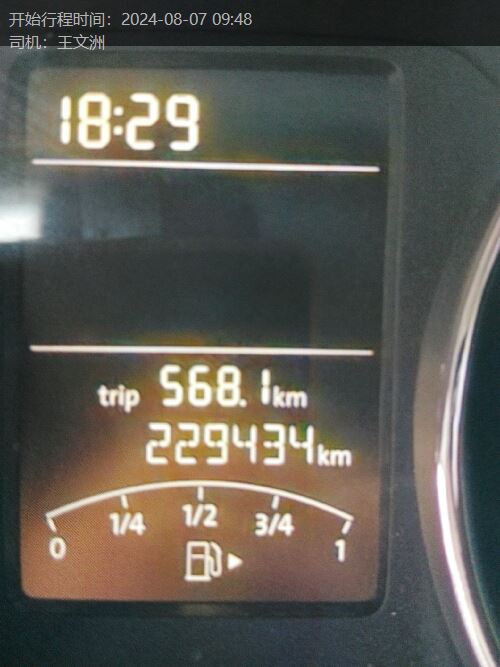 开始行程时间：2024-08-07 09:48
司机：王文洲
18:29
trip 568.1km
229434km
0 1/4 1/2 3/4 1